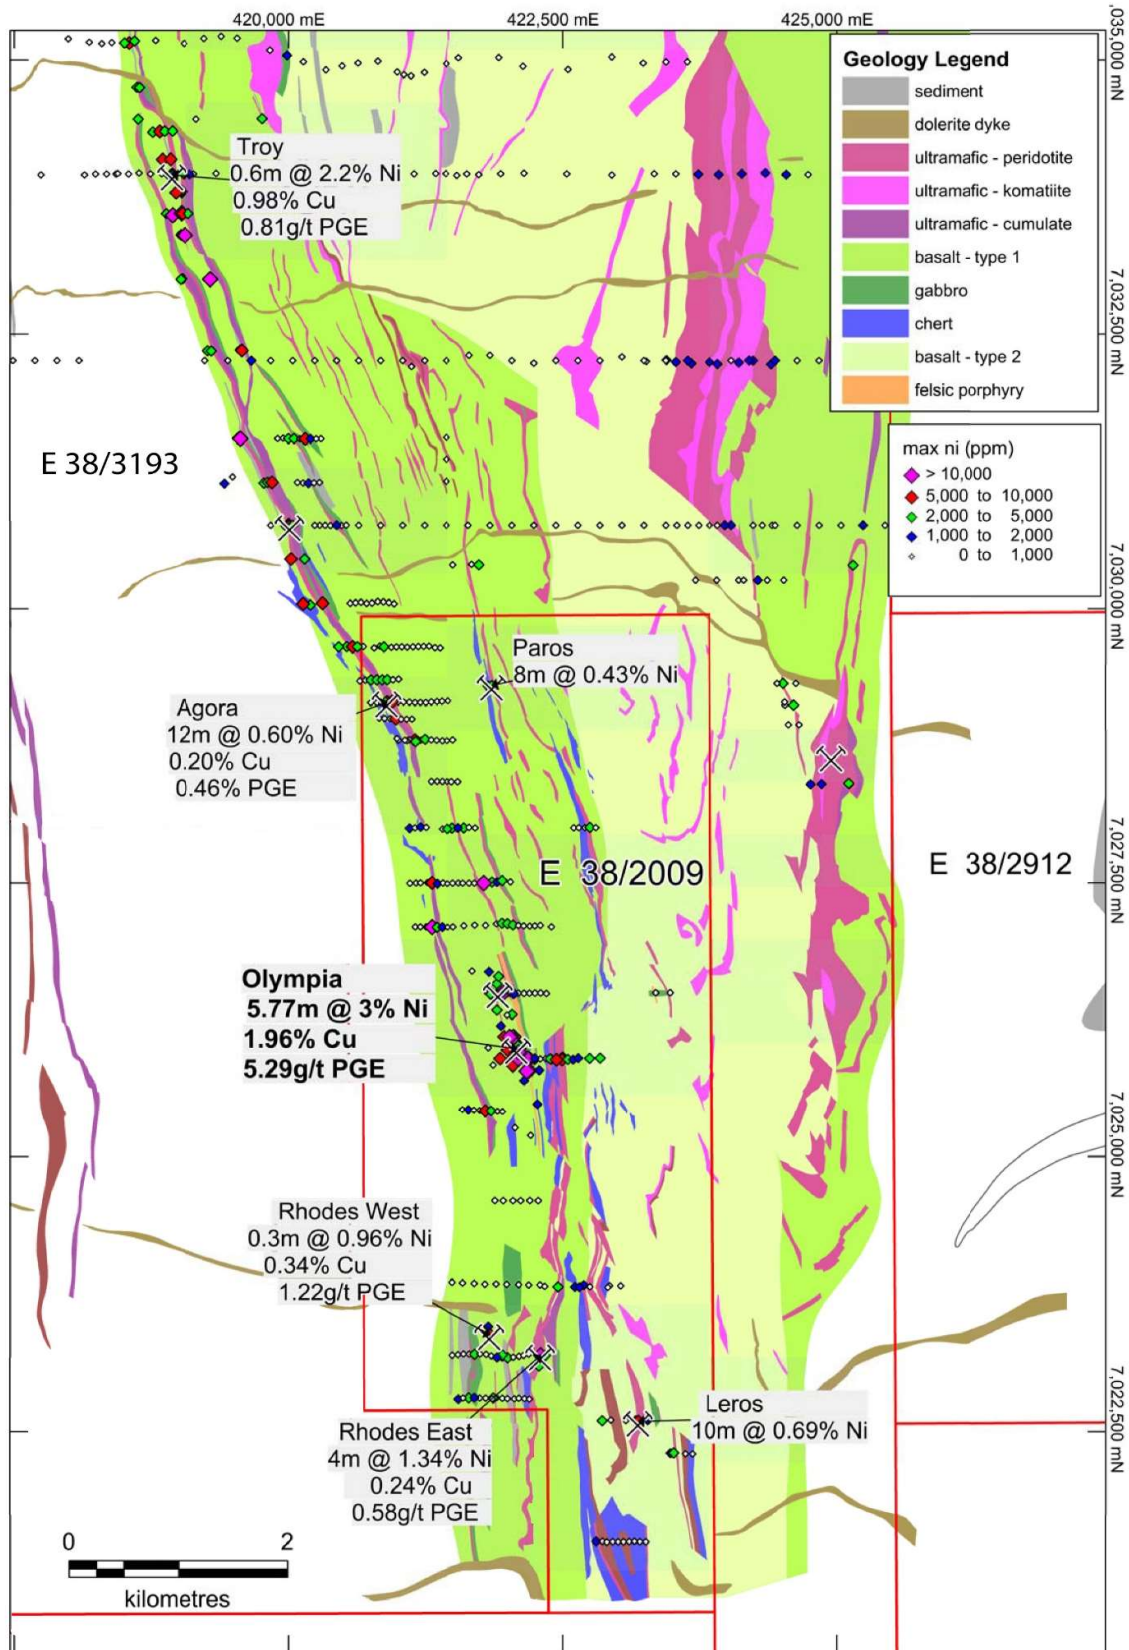 420,000 mE
422,500 mE
425,000 mE
,035,000 mN
Geology Legend
sediment
dolerite dyke
ultramafic - peridotite
ultramafic - komatiite
ultramafic - cumulate
basalt - type 1
gabbro
chert
basalt - type 2
felsic porphyry
Troy
0.6m @ 2.2% Ni
0.98% Cu
0.81g/t PGE
7,032,500 mN
E 38/3193
max ni (ppm)
> 10,000
5,000 to 10,000
2,000 to 5,000
1,000 to 2,000
0 to 1,000
7,030,000 mN
Paros
8m @ 0.43% Ni
Agora
12m @ 0.60% Ni
0.20% Cu
0.46% PGE
E 38/2009
E 38/2912
7,027,500 mN
Olympia
5.77m @ 3% Ni
1.96% Cu
5.29g/t PGE
7,025,000 mN
Rhodes West
0.3m @ 0.96% Ni
0.34% Cu
1.22g/t PGE
Leros
10m @ 0.69% Ni
7,022,500 mN
Rhodes East
4m @ 1.34% Ni
0.24% Cu
0.58g/t PGE
0 2
kilometres